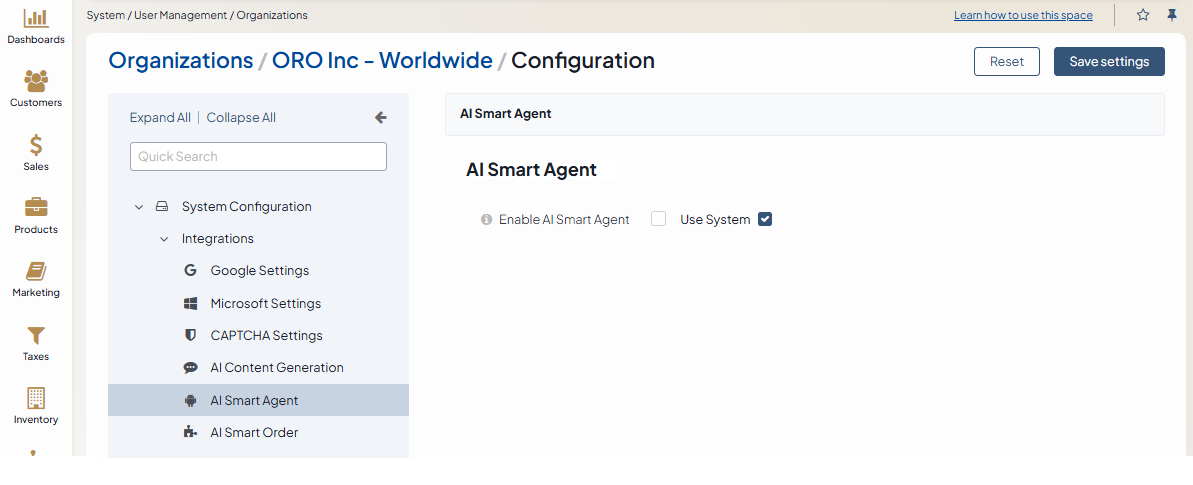 System / User Management / Organizations
Learn how to use this space
Dashboards
Customers
Sales
Products
Marketing
Taxes
Inventory
Organizations / ORO Inc - Worldwide / Configuration
Reset
Save settings
Expand All | Collapse All
Quick Search
System Configuration
Integrations
Google Settings
Microsoft Settings
CAPTCHA Settings
AI Content Generation
AI Smart Agent
AI Smart Order
AI Smart Agent
AI Smart Agent
Enable AI Smart Agent
Use System